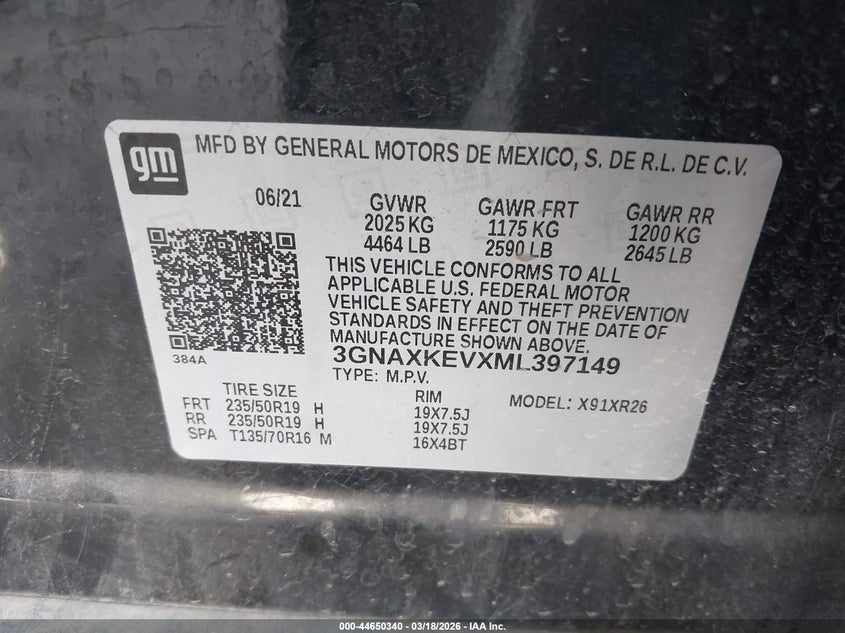 gm
MFD BY GENERAL MOTORS DE MEXICO, S. DE R.L. DE C.V.
06/21 GVWR GAWR FRT GAWR RR
2025 KG 1175 KG 1200 KG
4464 LB 2590 LB 2645 LB
THIS VEHICLE CONFORMS TO ALL
APPLICABLE U.S. FEDERAL MOTOR
VEHICLE SAFETY AND THEFT PREVENTION
STANDARDS IN EFFECT ON THE DATE OF
MANUFACTURE SHOWN ABOVE.
384A
3GNAXKEVXML397149
TYPE: M.P.V.
TIRE SIZE RIM MODEL: X91XR26
FRT 235/50R19 H 19X7.5J
RR 235/50R19 H 19X7.5J
SPA T135/70R16 M 16X4BT
000-44650340 - 03/18/2026 - IAA Inc.